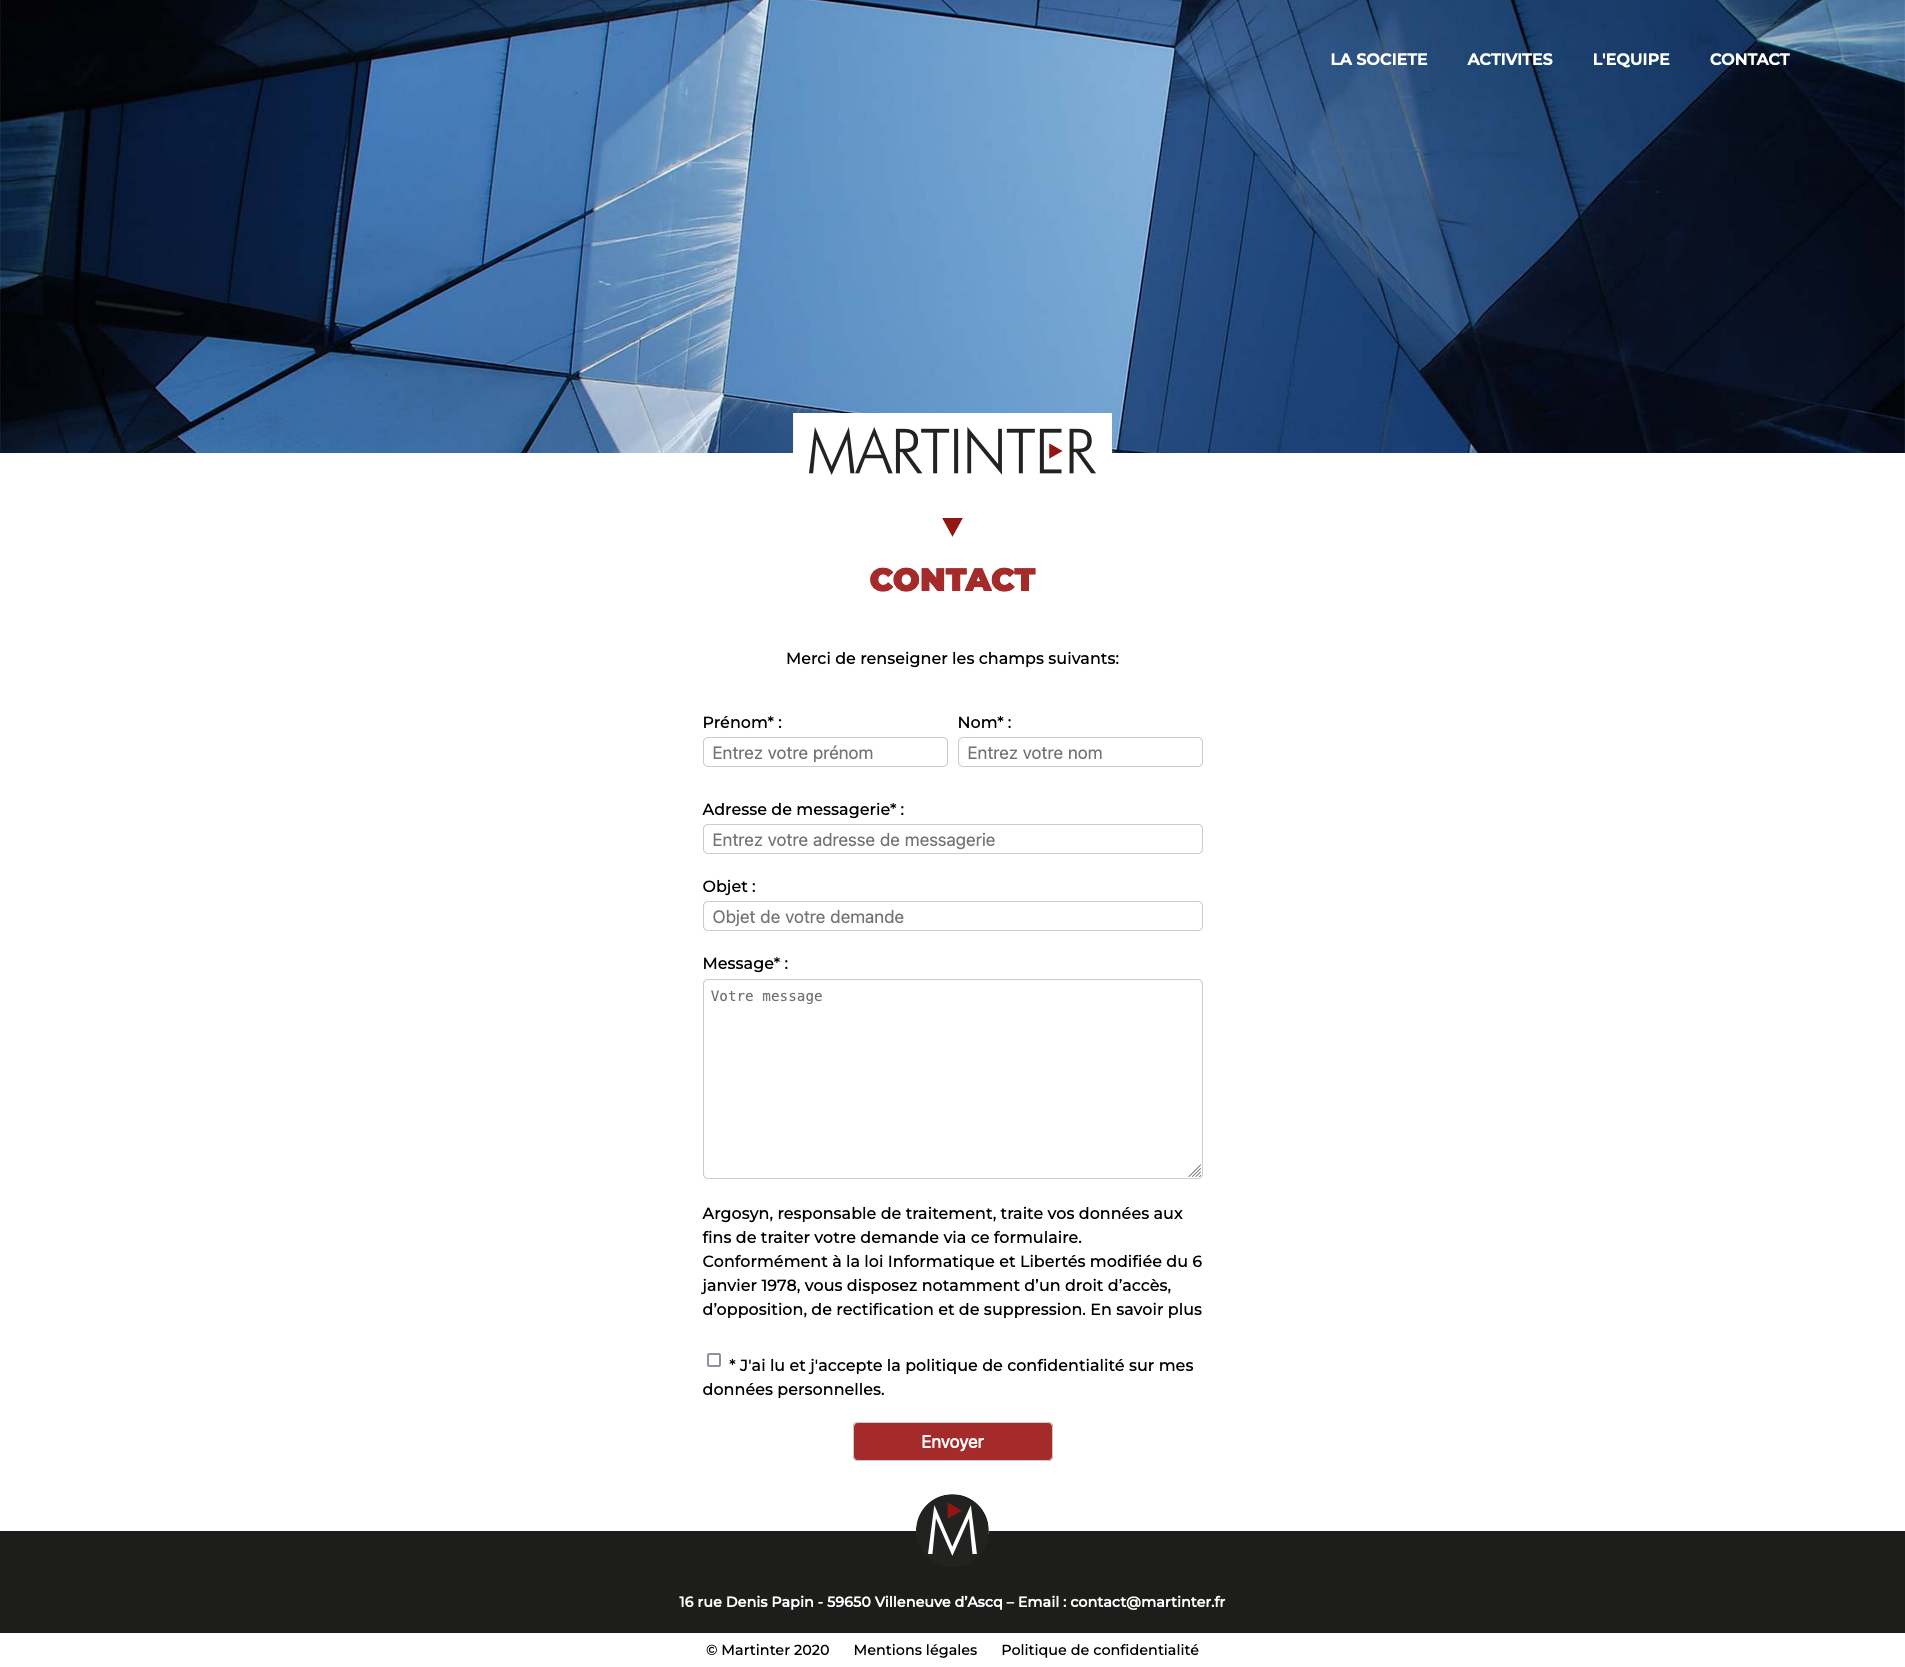 LA SOCIETE ACTIVITES L'EQUIPE CONTACT
MARTINTER
CONTACT
Merci de renseigner les champs suivants:
Prénom* : Nom* :
Entrez votre prénom Entrez votre nom
Adresse de messagerie* :
Entrez votre adresse de messagerie
Objet :
Objet de votre demande
Message* :
Votre message
Argosyn, responsable de traitement, traite vos données aux
fins de traiter votre demande via ce formulaire.
Conformément à la loi Informatique et Libertés modifiée du 6
janvier 1978, vous disposez notamment d’un droit d’accès,
d’opposition, de rectification et de suppression. En savoir plus
* J'ai lu et j'accepte la politique de confidentialité sur mes
données personnelles.
Envoyer
M
16 rue Denis Papin - 59650 Villeneuve d’Ascq – Email : contact@martinter.fr
© Martinter 2020 Mentions légales Politique de confidentialité